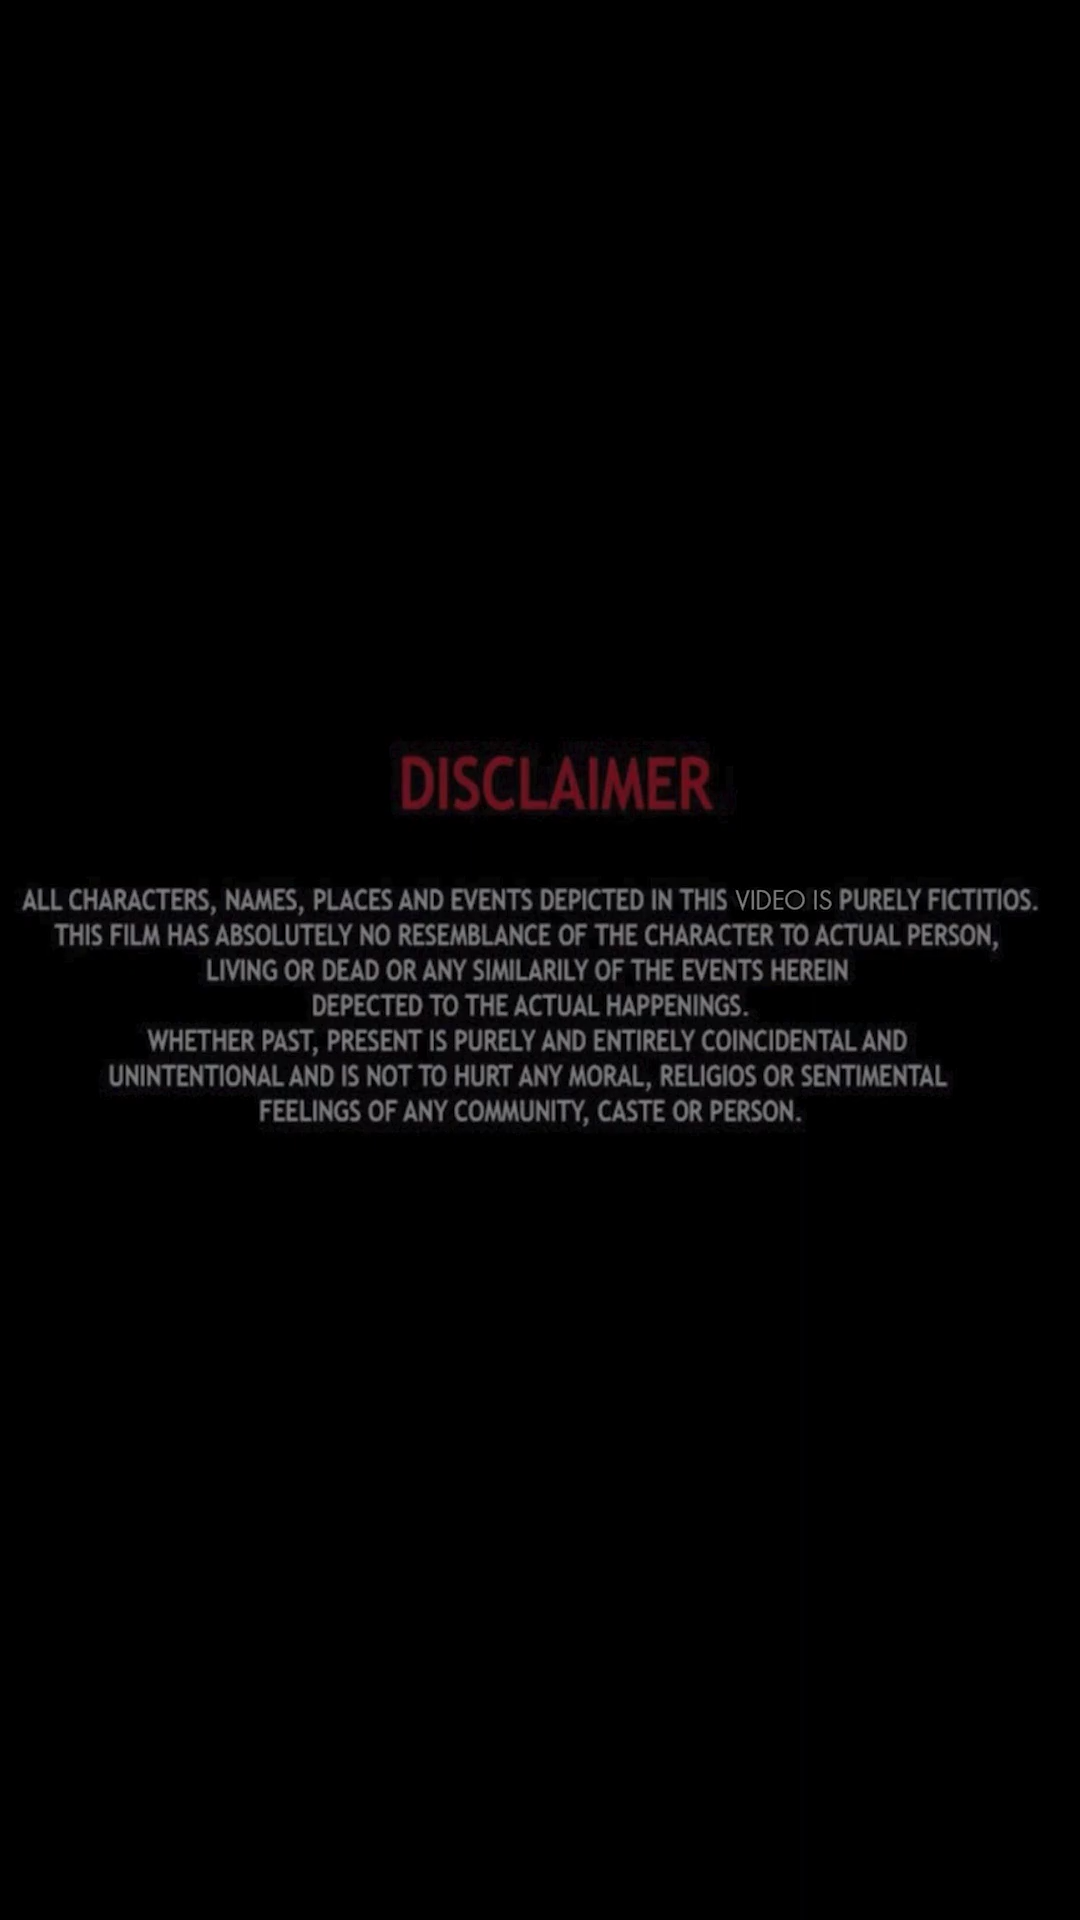 DISCLAIMER
ALL CHARACTERS, NAMES, PLACES AND EVENTS DEPICTED IN THIS VIDEO IS PURELY FICTITIOS.
THIS FILM HAS ABSOLUTELY NO RESEMBLANCE OF THE CHARACTER TO ACTUAL PERSON,
LIVING OR DEAD OR ANY SIMILARILY OF THE EVENTS HEREIN
DEPECTED TO THE ACTUAL HAPPENINGS.
WHETHER PAST, PRESENT IS PURELY AND ENTIRELY COINCIDENTAL AND
UNINTENTIONAL AND IS NOT TO HURT ANY MORAL, RELIGIOS OR SENTIMENTAL
FEELINGS OF ANY COMMUNITY, CASTE OR PERSON.